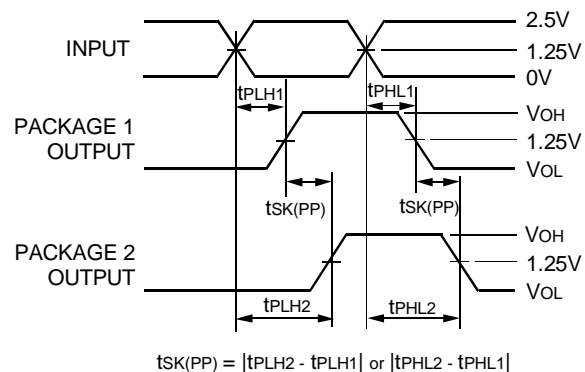 INPUT
2.5V
1.25V
0V
tPLH1
tPHL1
PACKAGE 1
OUTPUT
VOH
1.25V
VOL
tSK(PP)
tSK(PP)
PACKAGE 2
OUTPUT
VOH
1.25V
VOL
tPLH2
tPHL2
tSK(PP) = |tPLH2 - tPLH1| or |tPHL2 - tPHL1|